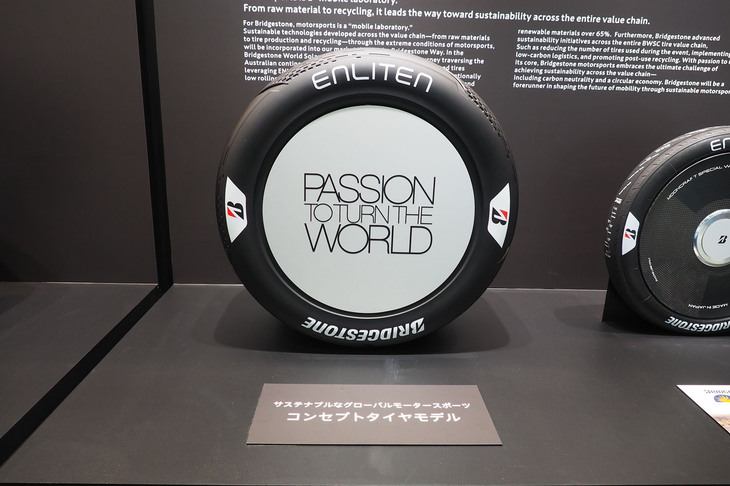 From raw material to recycling, it leads the way toward sustainability across the entire value chain.
For Bridgestone, motorsports is a "mobile laboratory."
Sustainable technologies developed across the value chain—from raw materials
to tire production and recycling—through the extreme conditions of motorsports,
will be incorporated into our
Bridgestone World
Australian
leveraging
low
renewable materials over 65%. Furthermore, Bridgestone advanced
sustainability initiatives across the entire BWSC tire value chain,
Such as reducing the number of tires used during the event, implementing
low-carbon logistics, and promoting post-use recycling. With passion to
Its core, Bridgestone motorsports embraces the ultimate challenge of
achieving sustainability across the value chain—
including carbon neutrality and a circular economy. Bridgestone will be a
forerunner in shaping the future of mobility through sustainable
ENLITEN
PASSION
TO TURN THE
WORLD
BRIDGESTONE
MADE IN JAPAN
BRIDGESTONE
サステナブルなグローバルモータースポーツ
コンセプトタイヤモデル